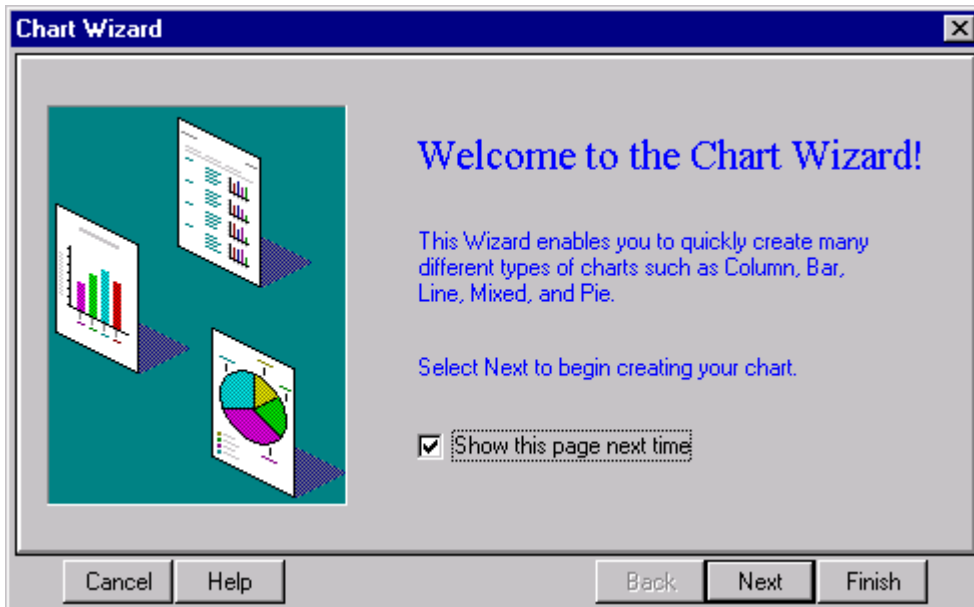 Chart Wizard
Welcome to the Chart Wizard!
This Wizard enables you to quickly create many
different types of charts such as Column, Bar,
Line, Mixed, and Pie.
Select Next to begin creating your chart.
Show this page next time
Cancel Help Back Next Finish